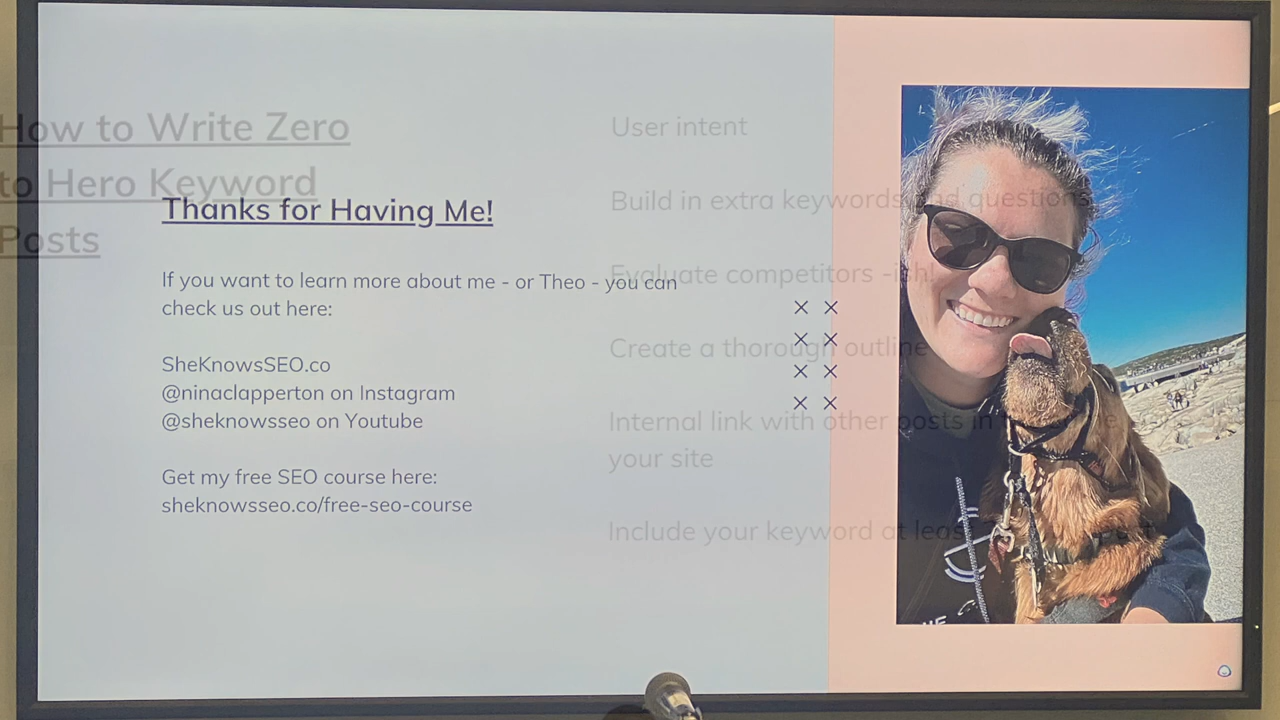 How to Write Zero
to Hero Keyword
Posts
Thanks for Having Me!
If you want to learn more about me - or Theo - you can
check us out here:
SheKnowsSEO.co
@ninaclapperton on Instagram
@sheknowsseo on Youtube
Get my free SEO course here:
sheknowsseo.co/free-seo-course
User intent
Build in extra keywords and questions
Evaluate competitors -ich!
Create a thorough outline
Internal link with other posts in
your site
Include your keyword at least